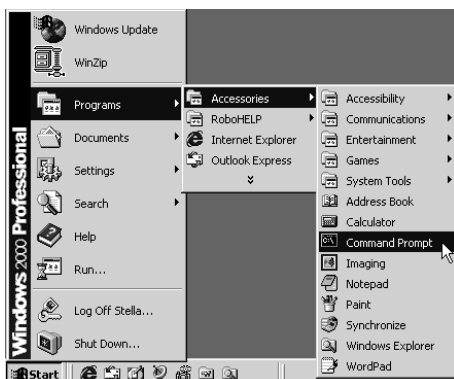 Windows Update
WinZip
Programs
Documents
Settings
Search
Help
Run...
Log Off Stella...
Shut Down...
Windows 2000 Professional
Start
Accessories
RoboHELP
Internet Explorer
Outlook Express
Accessibility
Communications
Entertainment
Games
System Tools
Address Book
Calculator
Command Prompt
Imaging
Notepad
Paint
Synchronize
Windows Explorer
WordPad